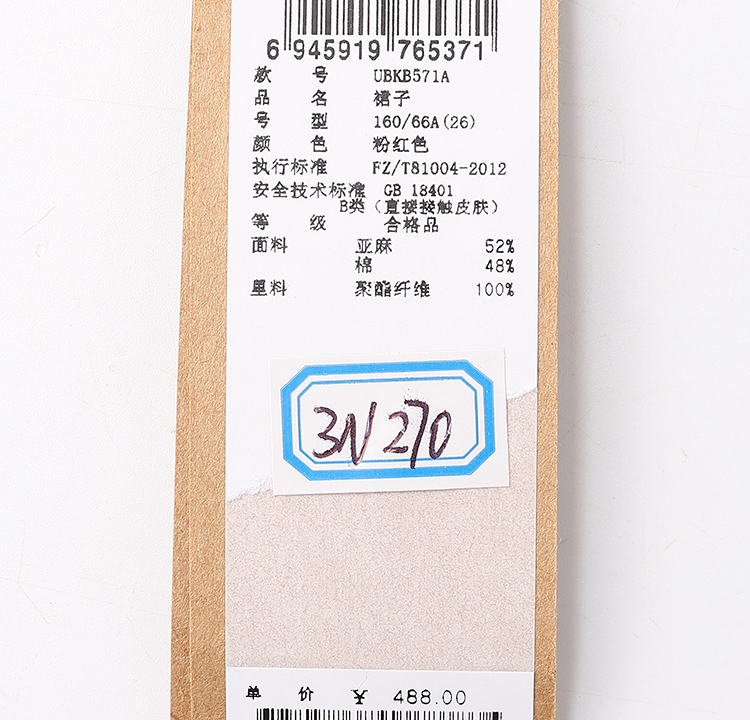 6 945919 765371
款 号 UBKB571A
品 名 裙子
号 型 160/66A(26)
颜 色 粉红色
执行标准 FZ/T81004-2012
安全技术标准 GB 18401
B类（直接接触皮肤）
等 级 合格品
面料 亚麻 52%
棉 48%
里料 聚酯纤维 100%
3N270
单 价 ¥ 488.00